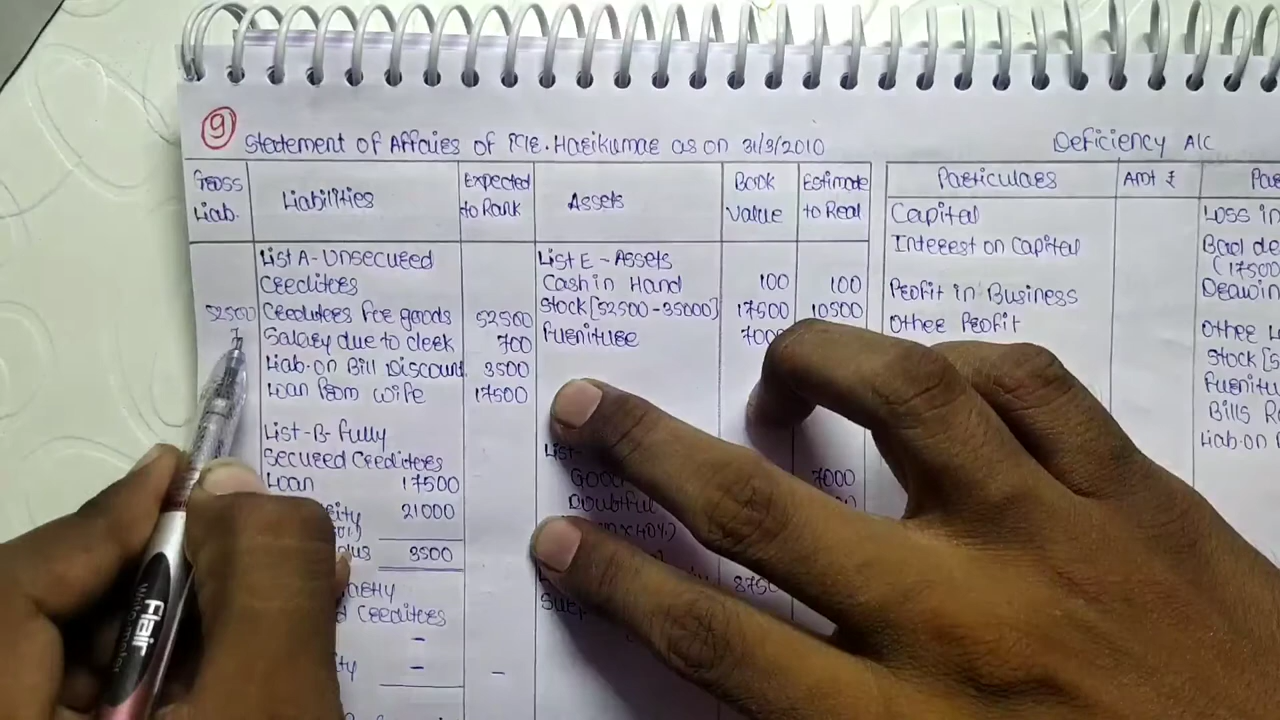 9 Statement of Affairs of Mr. Harikumar as on 31/3/2010
Deficiency A/c
Gross Liab. Liabilities Expected to Rank Assets Book Value Estimate to Real
Particulars Amt ₹
List A - Unsecured List E - Assets
Creditors Cash in Hand 100 100
52500 Creditors for goods 52500 Stock [52500 - 35000] 17500 10500
7 Salary due to clerk 700 Furniture 700
Liab. on Bill Discount 3500
Loan from wife 17500
List-B-Fully
Secured Creditors
Loan 17500 7000
21000 Doubtful
3500
8750
Creditors
-
- -
Capital Loss in
Interest on Capital Bad de
(17500
Profit in Business Drawin
Other Profit Other L
Stock [5
Furnitu
Bills R
Liab. on
Flair
Writometer